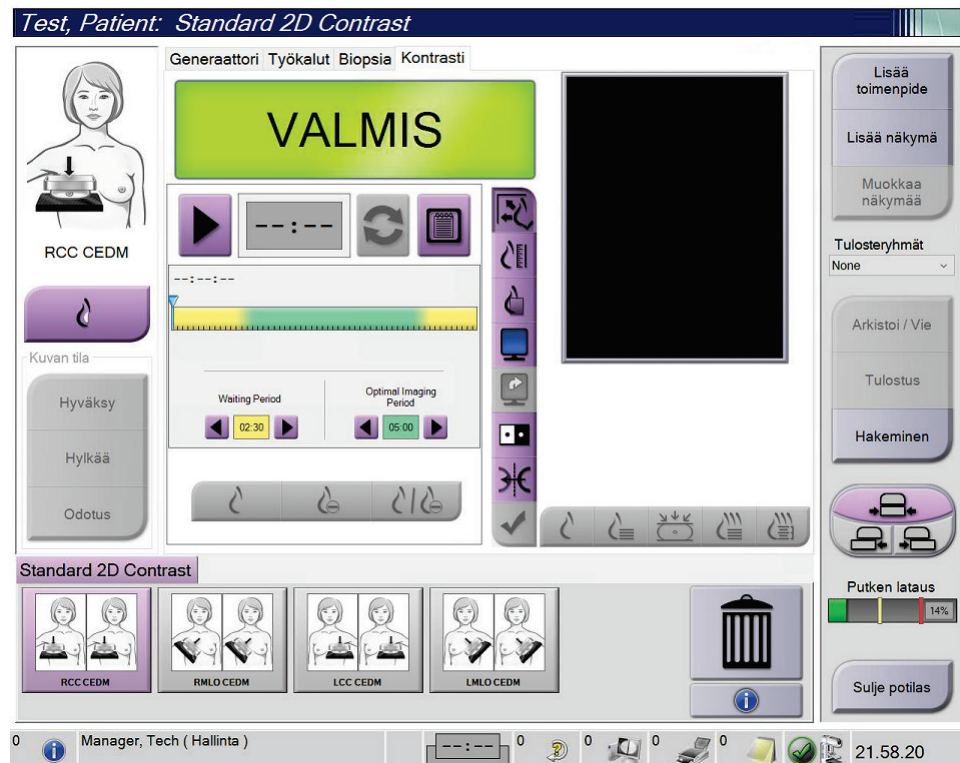 Test, Patient: Standard 2D Contrast
Generaattori Työkalut Biopsia Kontrasti
VALMIS
RCC CEDM
--:--
--:--:--
Waiting Period
02:30
Optimal Imaging
Period
05:00
Kuvan tila
Hyväksy
Hylkää
Odotus
Lisää
toimenpide
Lisää näkymä
Muokkaa
näkymää
Tulosteryhmät
None
Arkistoi / Vie
Tulostus
Hakeminen
Putken lataus
14%
Sulje potilas
Standard 2D Contrast
RCC CEDM
RMLO CEDM
LCC CEDM
LMLO CEDM
0 Manager, Tech ( Hallinta ) --:-- 0 0 0 0 21.58.20